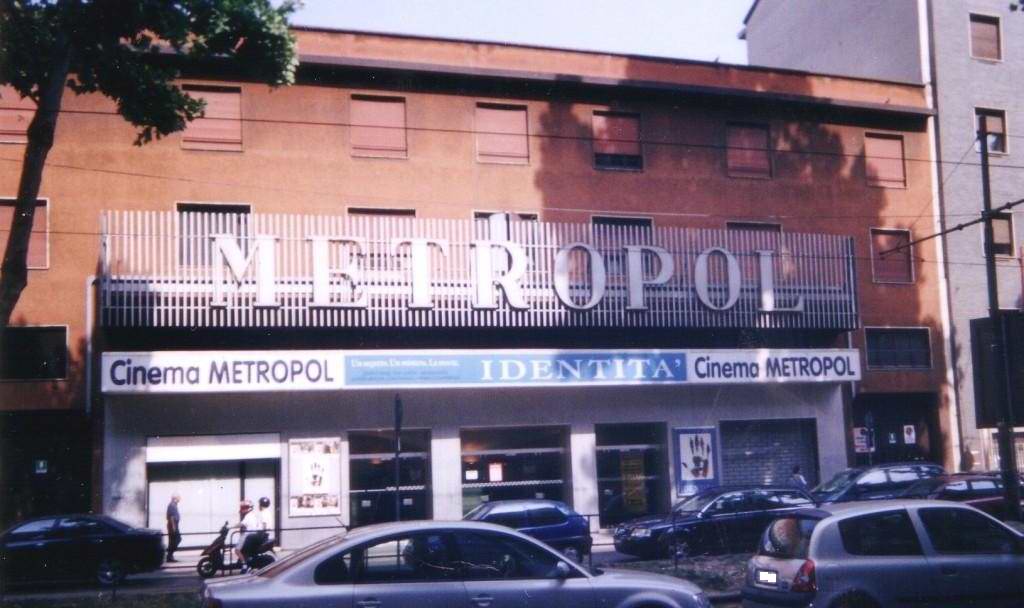 METROPOL
Cinema METROPOL
IDENTITA'
Cinema METROPOL